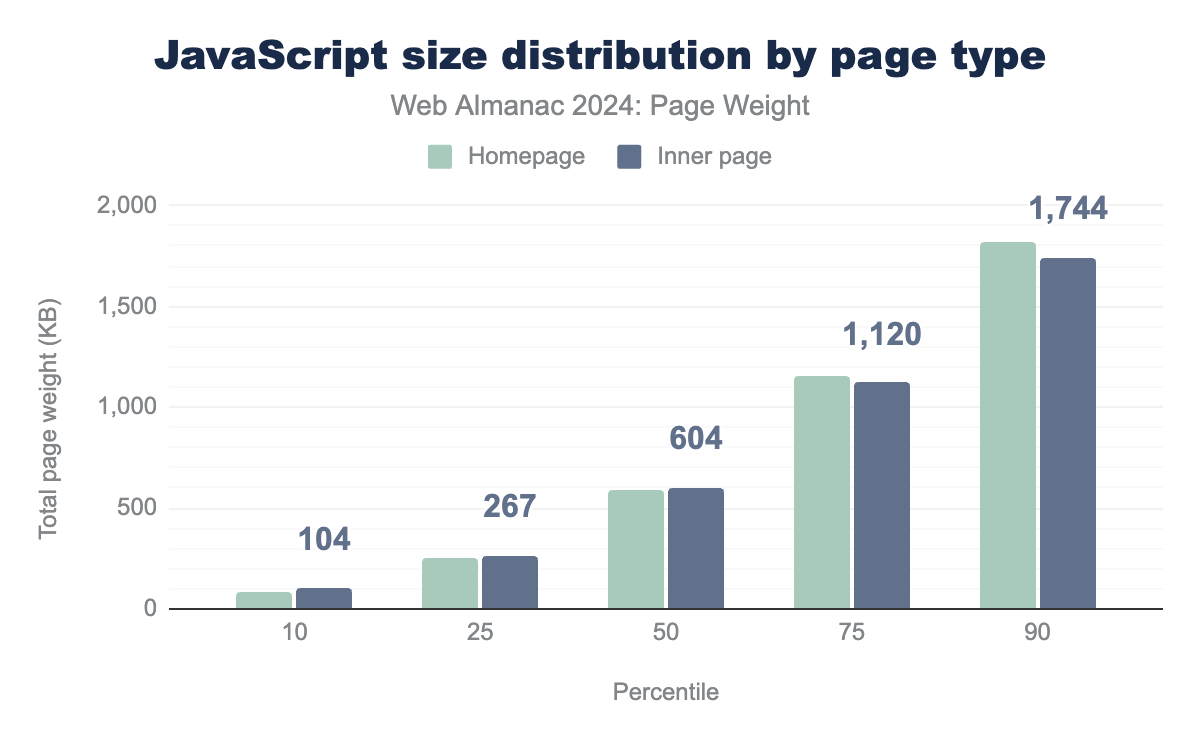 JavaScript size distribution by page type
Web Almanac 2024: Page Weight
Homepage Inner page
Total page weight (KB)
2,000
1,500
1,000
500
0
104
267
604
1,120
1,744
10 25 50 75 90
Percentile